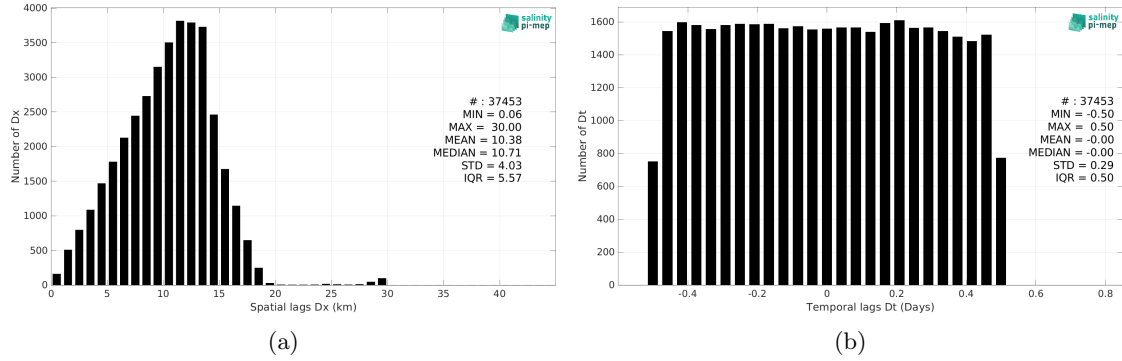 4000
3500
3000
2500
2000
1500
1000
500
0
Number of Dx
0 5 10 15 20 25 30 35 40
Spatial lags Dx (km)
salinity
pi-mep
# : 37453
MIN = 0.06
MAX = 30.00
MEAN = 10.38
MEDIAN = 10.71
STD = 4.03
IQR = 5.57
(a)
1600
1400
1200
1000
800
600
400
200
0
Number of Dt
-0.4 -0.2 0 0.2 0.4 0.6 0.8
Temporal lags Dt (Days)
salinity
pi-mep
# : 37453
MIN = -0.50
MAX = 0.50
MEAN = -0.00
MEDIAN = -0.00
STD = 0.29
IQR = 0.50
(b)